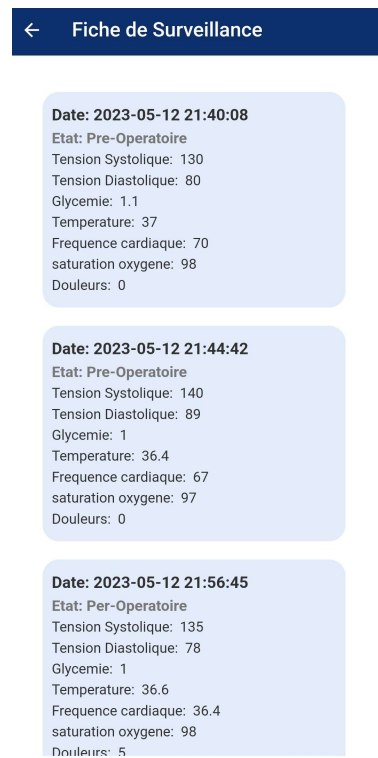 Fiche de Surveillance
Date: 2023-05-12 21:40:08
Etat: Pre-Operatoire
Tension Systolique: 130
Tension Diastolique: 80
Glycemie: 1.1
Temperature: 37
Frequence cardiaque: 70
saturation oxygene: 98
Douleurs: 0
Date: 2023-05-12 21:44:42
Etat: Pre-Operatoire
Tension Systolique: 140
Tension Diastolique: 89
Glycemie: 1
Temperature: 36.4
Frequence cardiaque: 67
saturation oxygene: 97
Douleurs: 0
Date: 2023-05-12 21:56:45
Etat: Per-Operatoire
Tension Systolique: 135
Tension Diastolique: 78
Glycemie: 1
Temperature: 36.6
Frequence cardiaque: 36.4
saturation oxygene: 98
Douleurs: 5